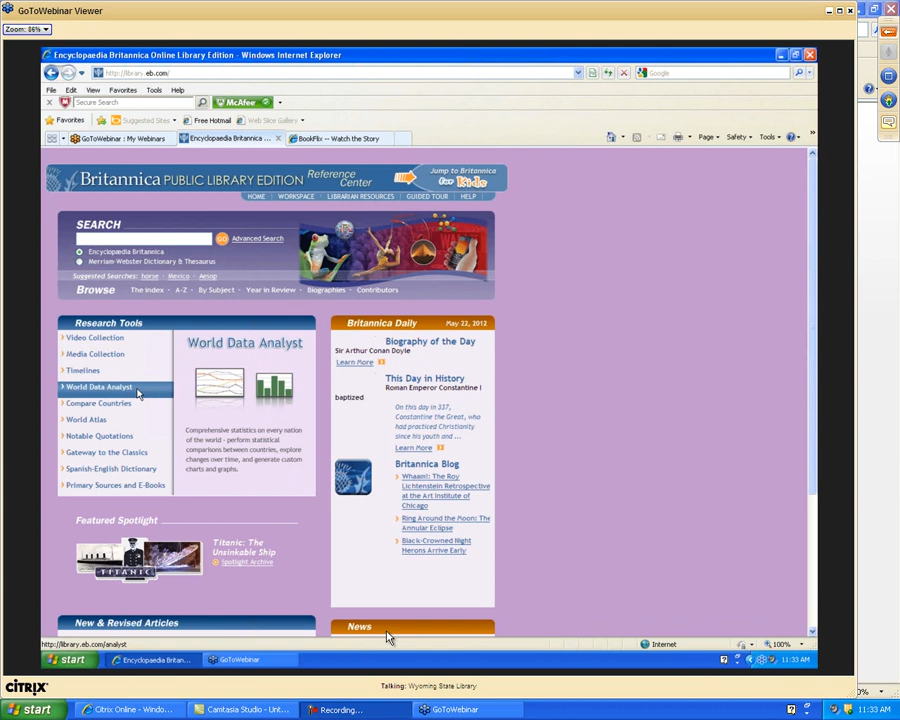 GoToWebinar Viewer
Zoom: 86%
Encyclopaedia Britannica Online Library Edition - Windows Internet Explorer
http://library.eb.com/
Google
File Edit View Favorites Tools Help
Secure Search McAfee
Favorites Suggested Sites Free Hotmail Web Slice Gallery
GoToWebinar : My Webinars Encyclopædia Britannica ... BookFlix -- Watch the Story Page Safety Tools
Britannica PUBLIC LIBRARY EDITION Reference Center Jump to Britannica for Kids
HOME WORKSPACE LIBRARIAN RESOURCES GUIDED TOUR HELP
SEARCH
GO Advanced Search
Encyclopædia Britannica
Merriam-Webster Dictionary & Thesaurus
Suggested Searches: horse · Mexico · Aesop
Browse The Index · A-Z · By Subject · Year in Review · Biographies · Contributors
Research Tools
Video Collection
Media Collection
Timelines
World Data Analyst
Compare Countries
World Atlas
Notable Quotations
Gateway to the Classics
Spanish-English Dictionary
Primary Sources and E-Books
World Data Analyst
Comprehensive statistics on every nation
of the world - perform statistical
comparisons between countries, explore
changes over time, and generate custom
charts and graphs.
Britannica Daily May 22, 2012
Biography of the Day
Sir Arthur Conan Doyle
Learn More
This Day in History
Roman Emperor Constantine I
baptized
On this day in 337,
Constantine the Great, who
had practiced Christianity
since his youth and ...
Learn More
Britannica Blog
Whaam!: The Roy
Lichtenstein Retrospective
at the Art Institute of
Chicago
Ring Around the Moon: The
Annular Eclipse
Black-Crowned Night
Herons Arrive Early
Featured Spotlight
TITANIC
Titanic: The
Unsinkable Ship
Spotlight Archive
New & Revised Articles
News
http://library.eb.com/analyst Internet 100%
start Encyclopaedia Britan... GoToWebinar 11:33 AM
CITRIX Talking: Wyoming State Library
0%
start Citrix Online - Windo... Camtasia Studio - Unt... Recording... GoToWebinar 11:33 AM